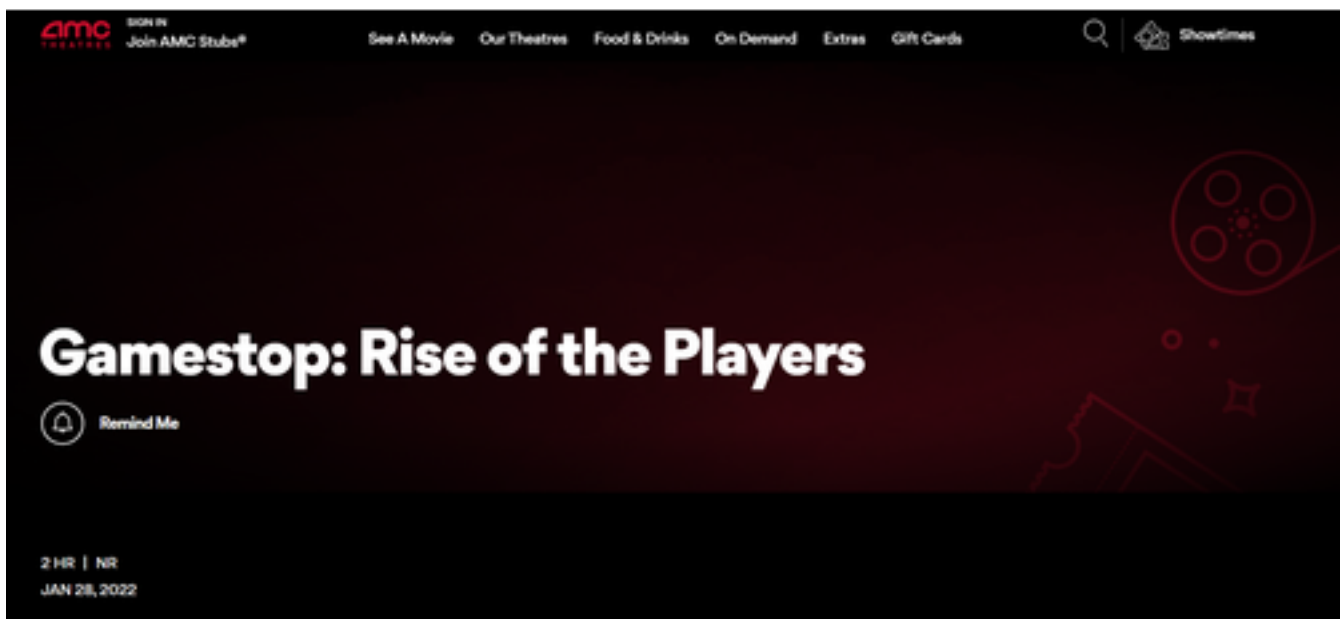 amc
THEATRES
SIGN IN
Join AMC Stubs®
See A Movie Our Theatres Food & Drinks On Demand Extras Gift Cards
Showtimes
Gamestop: Rise of the Players
Remind Me
2 HR | NR
JAN 28, 2022